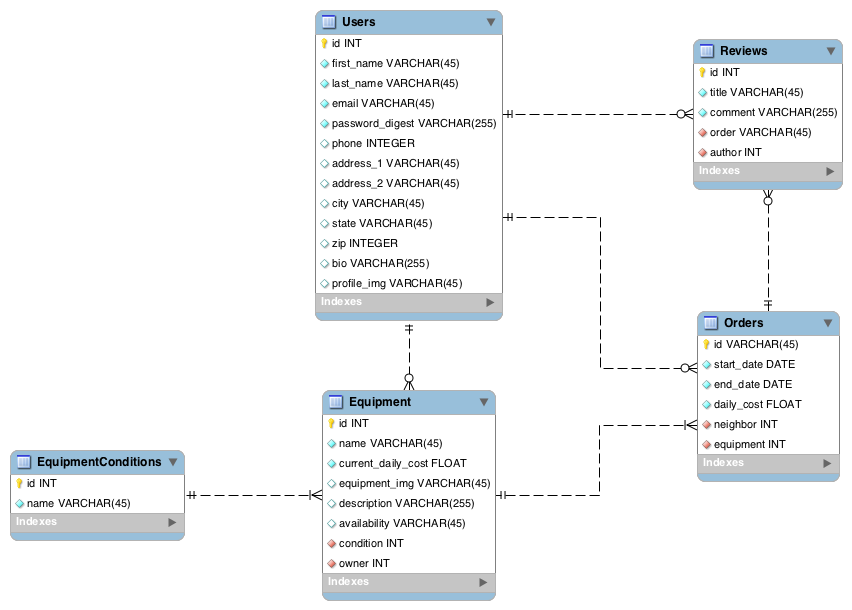 Users
id INT
first_name VARCHAR(45)
last_name VARCHAR(45)
email VARCHAR(45)
password_digest VARCHAR(255)
phone INTEGER
address_1 VARCHAR(45)
address_2 VARCHAR(45)
city VARCHAR(45)
state VARCHAR(45)
zip INTEGER
bio VARCHAR(255)
profile_img VARCHAR(45)
Indexes
Reviews
id INT
title VARCHAR(45)
comment VARCHAR(255)
order VARCHAR(45)
author INT
Indexes
Orders
id VARCHAR(45)
start_date DATE
end_date DATE
daily_cost FLOAT
neighbor INT
equipment INT
Indexes
Equipment
id INT
name VARCHAR(45)
current_daily_cost FLOAT
equipment_img VARCHAR(45)
description VARCHAR(255)
availability VARCHAR(45)
condition INT
owner INT
Indexes
EquipmentConditions
id INT
name VARCHAR(45)
Indexes